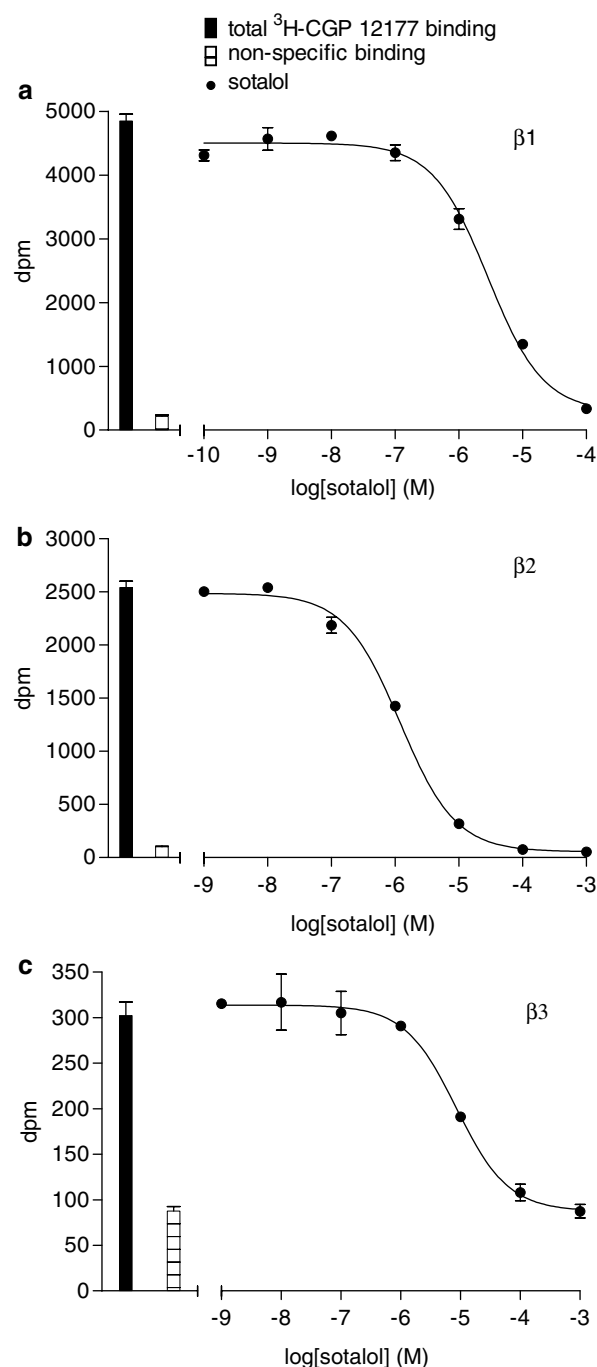 total ³H-CGP 12177 binding
non-specific binding
sotalol
a
β1
5000
4000
3000
2000
1000
0
dpm
-10 -9 -8 -7 -6 -5 -4
log[sotalol] (M)
b
β2
3000
2500
2000
1500
1000
500
0
dpm
-9 -8 -7 -6 -5 -4 -3
log[sotalol] (M)
c
β3
350
300
250
200
150
100
50
0
dpm
-9 -8 -7 -6 -5 -4 -3
log[sotalol] (M)